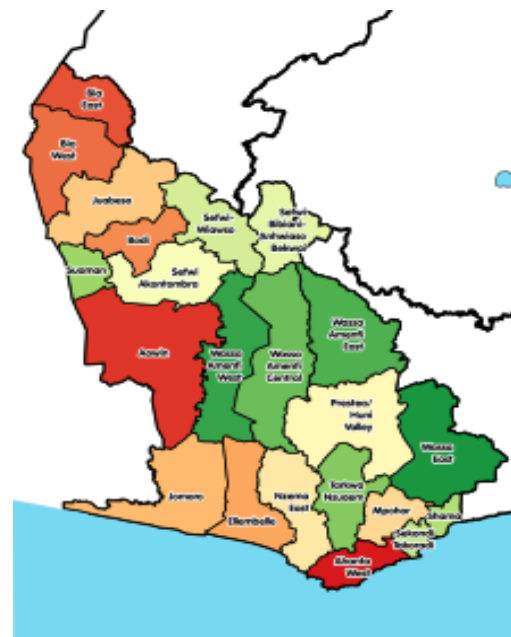 Bia
East
Bia
West
Juabeso
Bodi
Sefwi-
Wiawso
Sefwi
Bibiani-
Anhwiaso
Bekwai
Suaman
Sefwi
Akontombra
Aowin
Wassa
Amenfi
West
Wassa
Amenfi
Central
Wassa
Amenfi
East
Prestea/
Huni
Valley
Wassa
East
Jomoro
Ellembelle
Nzema
East
Tarkwa
Nsuaem
Mpohor
Shama
Sekondi
Takoradi
Ahanta
West